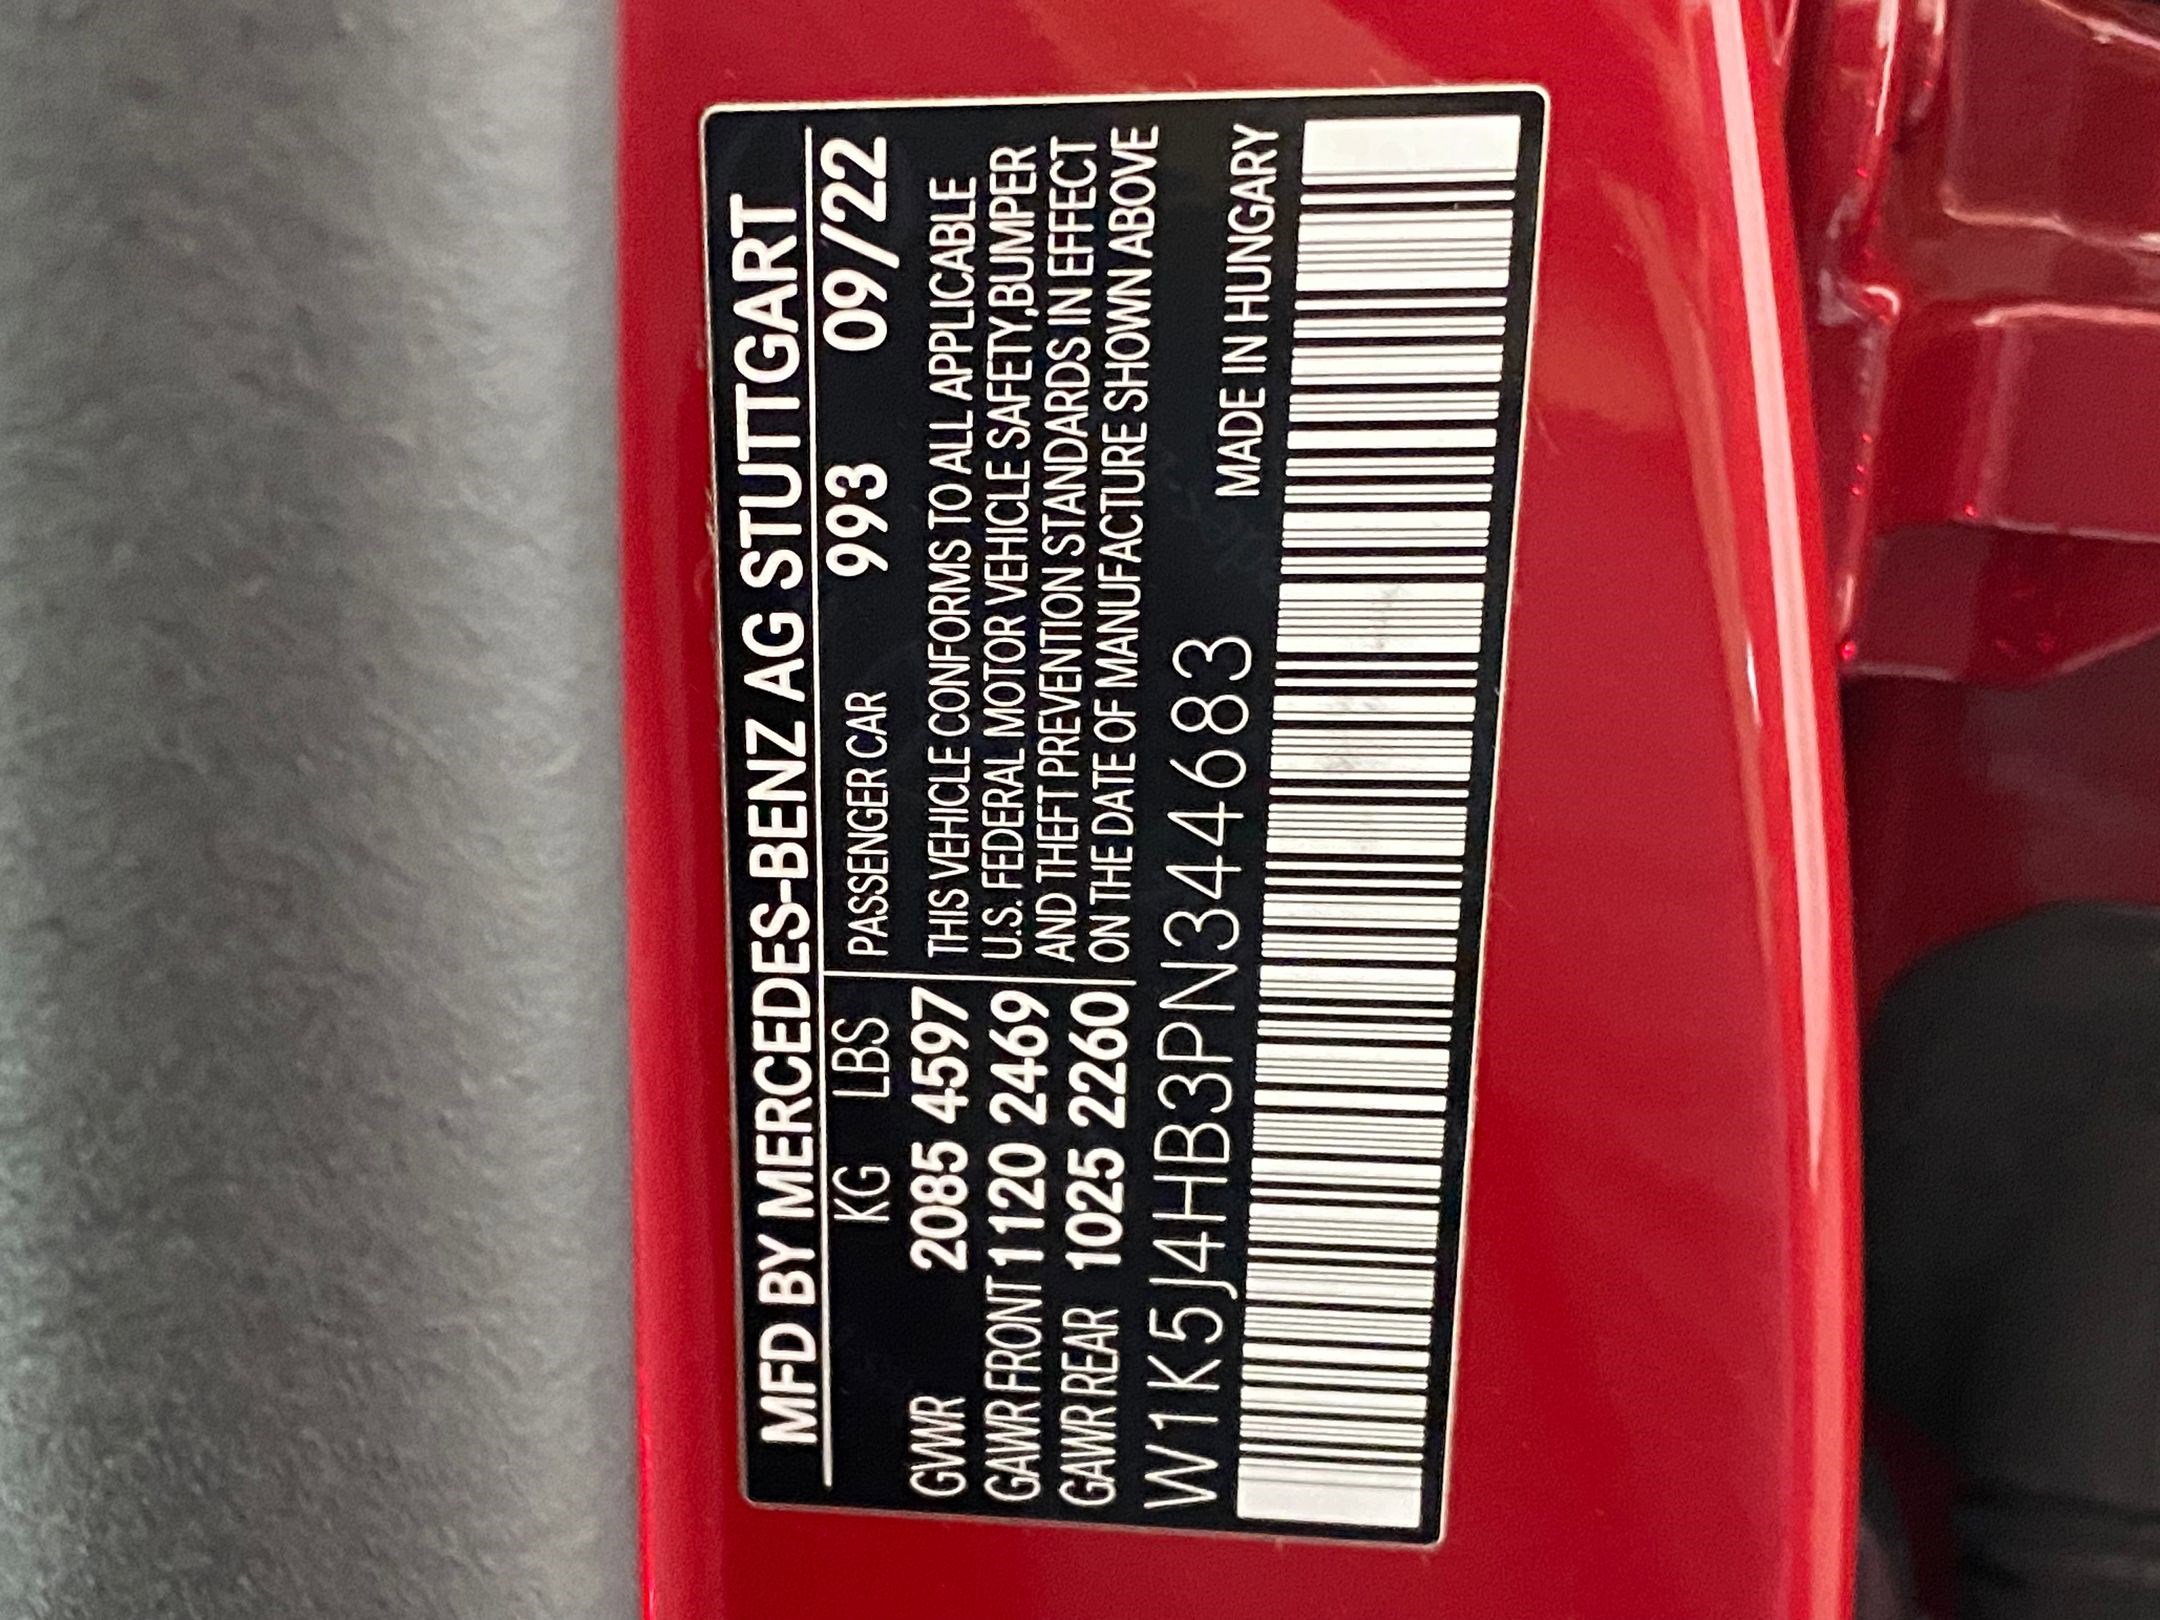 MFD BY MERCEDES-BENZ AG STUTTGART
KG LBS PASSENGER CAR 993 09/22
GVWR 2085 4597 THIS VEHICLE CONFORMS TO ALL APPLICABLE
GAWR FRONT 1120 2469 U.S. FEDERAL MOTOR VEHICLE SAFETY,BUMPER
AND THEFT PREVENTION STANDARDS IN EFFECT
GAWR REAR 1025 2260 ON THE DATE OF MANUFACTURE SHOWN ABOVE
W1K5J4HB3PN344683 MADE IN HUNGARY